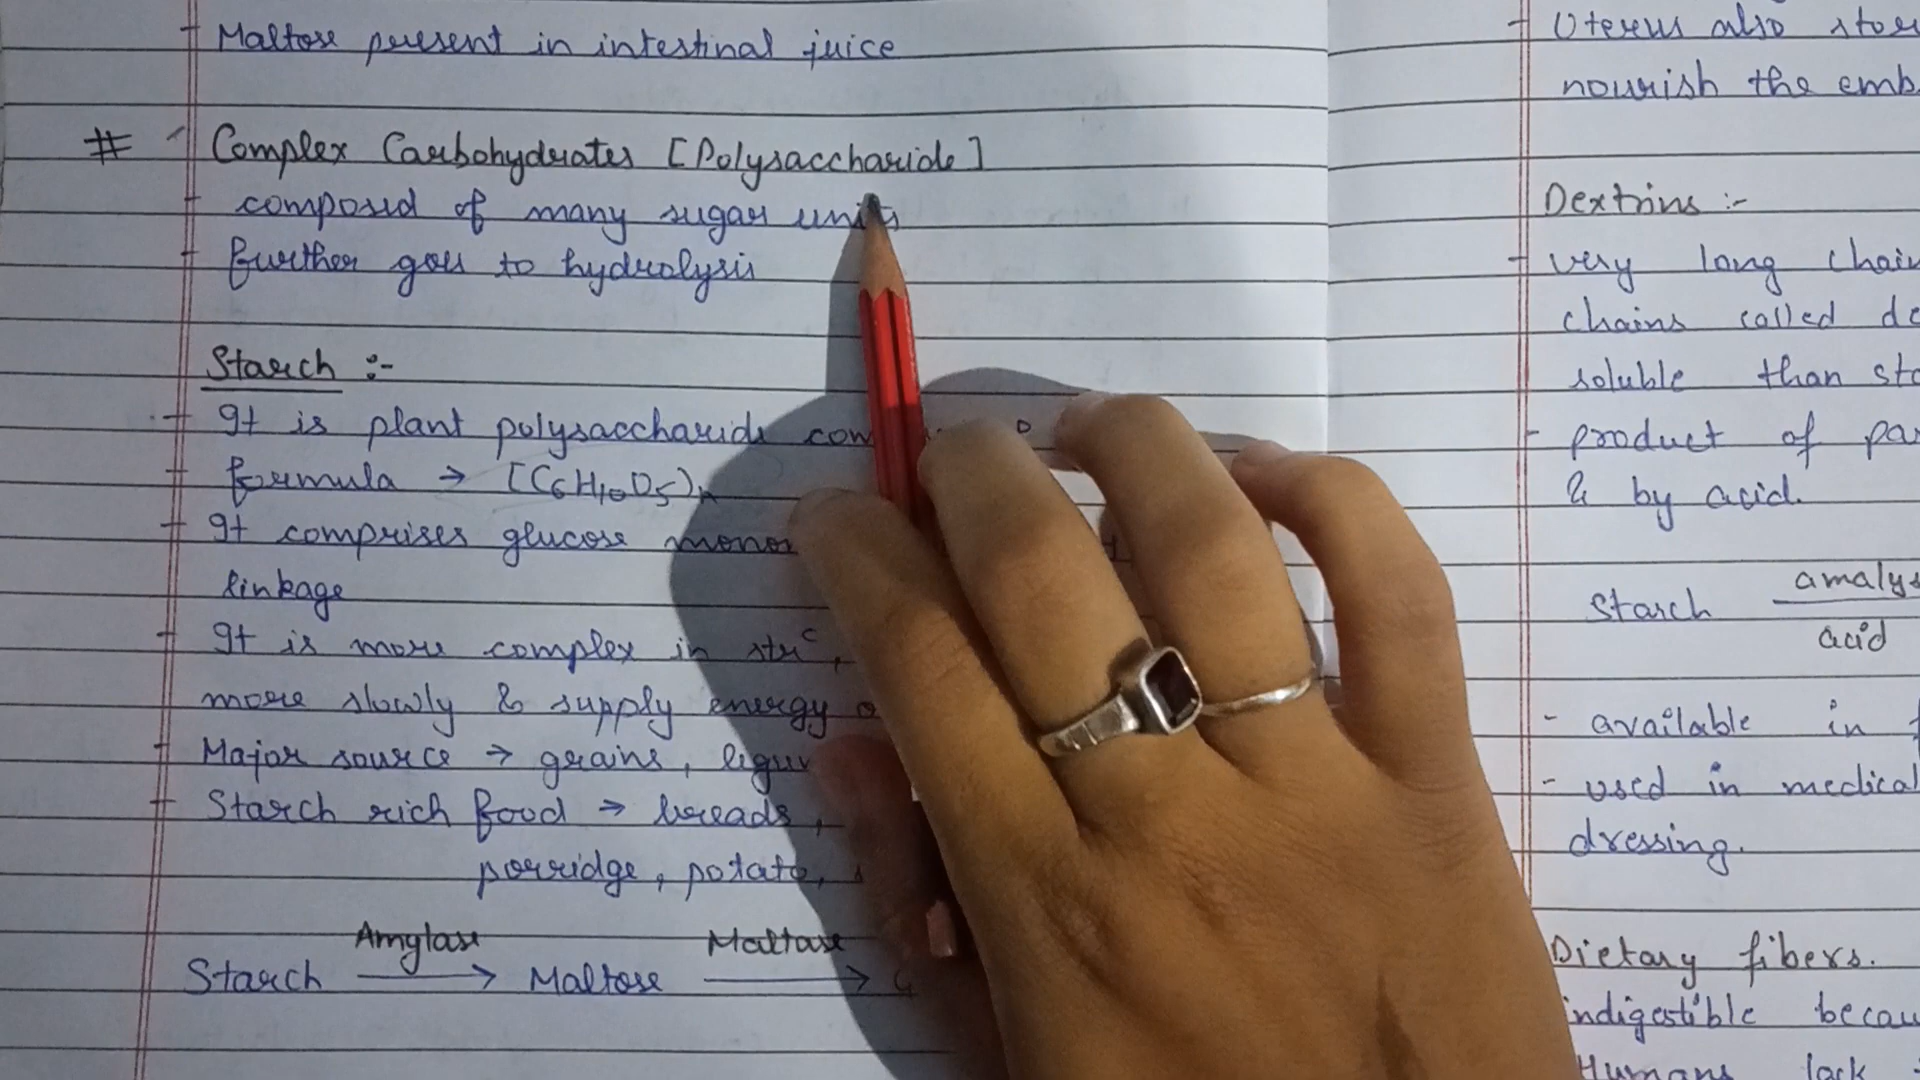 Maltose present in intestinal juice
# Complex Carbohydrates [Polysaccharide]
- composed of many sugar units
- further goes to hydrolysis
Starch :-
- It is plant polysaccharide
- formula → [C6H10O5)n
- It comprises glucose
linkage
- It is more complex in strᶜ,
more slowly & supply energy
- Major source → grains,
- Starch rich food → breads,
porridge, potato,
Starch Amylase → Maltose Maltase →
- Uterus also
nourish the
Dextrins :-
- very long
chains called
soluble than
- product of
& by acid.
Starch
acid
- available in
- used in medical
dressing.
Dietary fibers.
indigestible
Humans lack